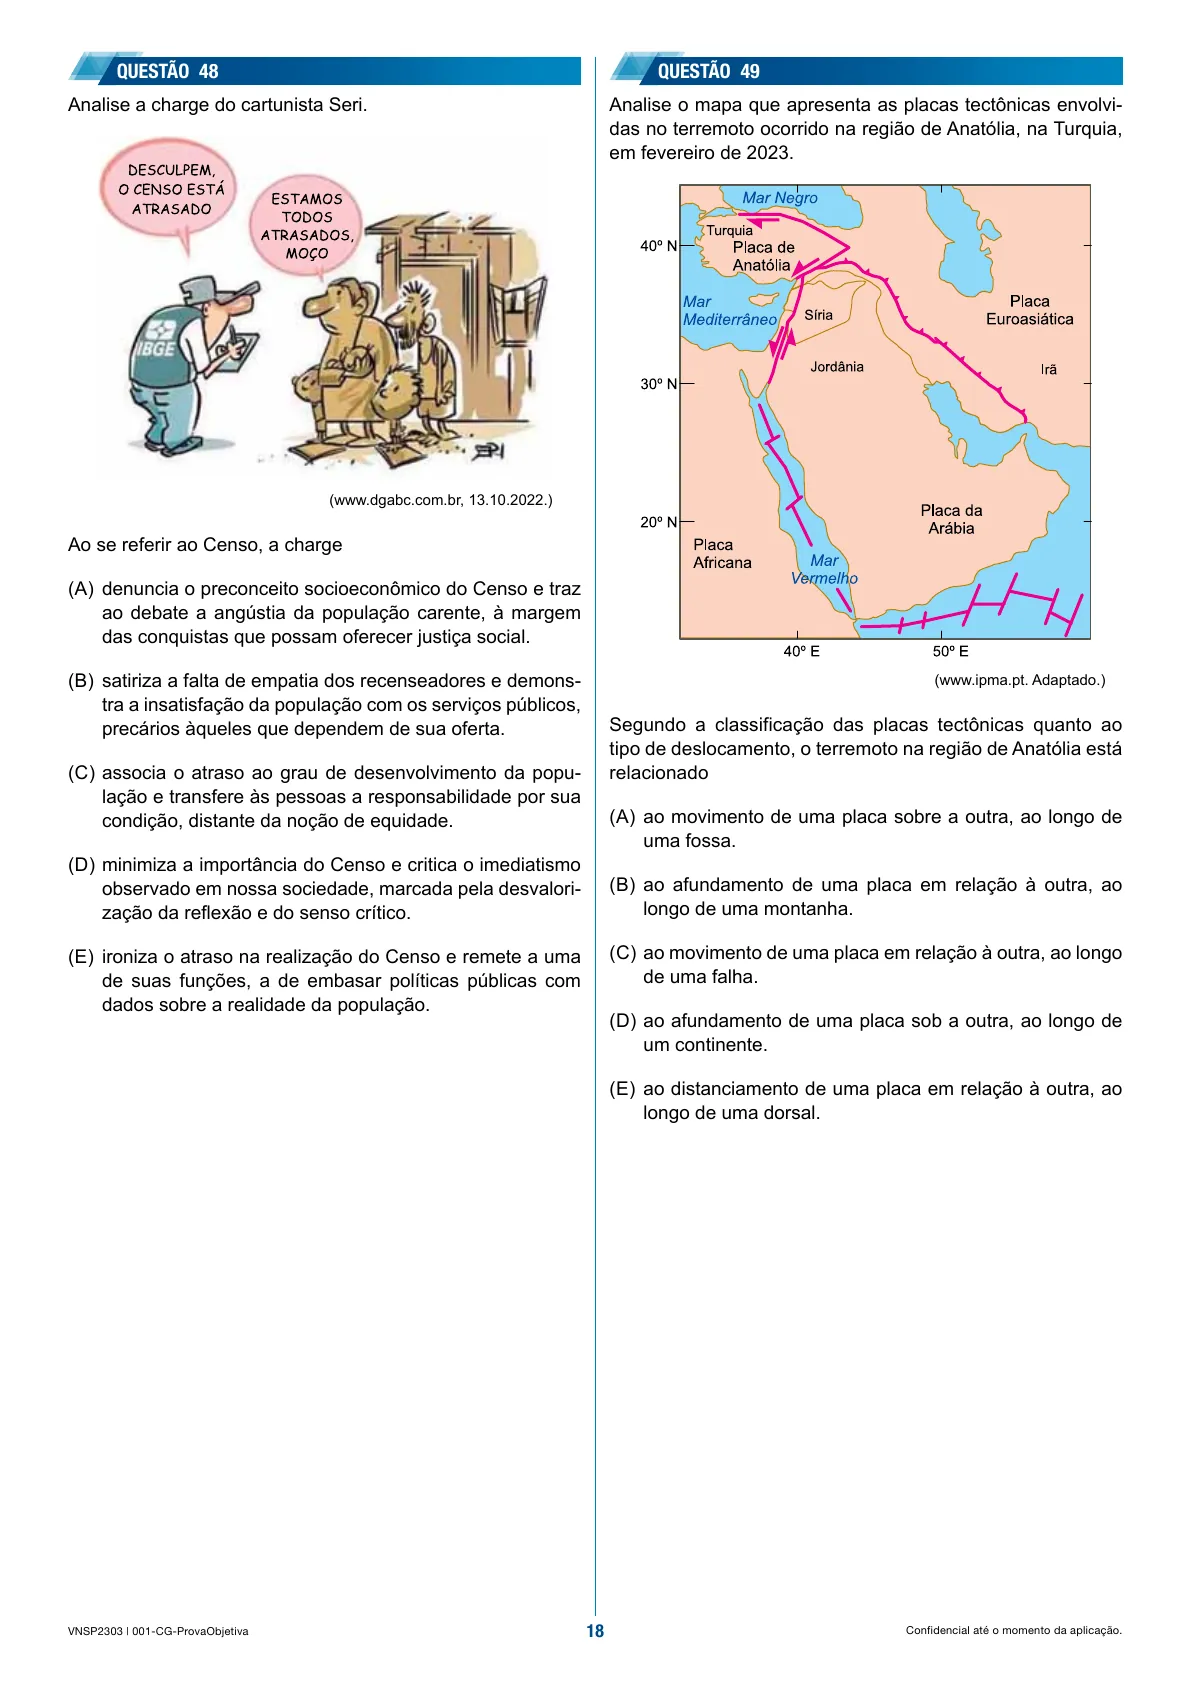 QUESTÃO 48
Analise a charge do cartunista Seri.
DESCULPEM,
O CENSO ESTÁ
ATRASADO
ESTAMOS
TODOS
ATRASADOS,
MOÇO
IBGE
SERI
(www.dgabc.com.br, 13.10.2022.)
Ao se referir ao Censo, a charge
(A) denuncia o preconceito socioeconômico do Censo e traz
ao debate a angústia da população carente, à margem
das conquistas que possam oferecer justiça social.
(B) satiriza a falta de empatia dos recenseadores e demons-
tra a insatisfação da população com os serviços públicos,
precários àqueles que dependem de sua oferta.
(C) associa o atraso ao grau de desenvolvimento da popu-
lação e transfere às pessoas a responsabilidade por sua
condição, distante da noção de equidade.
(D) minimiza a importância do Censo e critica o imediatismo
observado em nossa sociedade, marcada pela desvalori-
zação da reflexão e do senso crítico.
(E) ironiza o atraso na realização do Censo e remete a uma
de suas funções, a de embasar políticas públicas com
dados sobre a realidade da população.
QUESTÃO 49
Analise o mapa que apresenta as placas tectônicas envolvi-
das no terremoto ocorrido na região de Anatólia, na Turquia,
em fevereiro de 2023.
Mar Negro
Turquia
40º N
Placa de
Anatólia
Mar
Mediterrâneo
Síria
Placa
Euroasiática
Jordânia
Irã
30º N
Placa da
Arábia
20º N
Placa
Africana
Mar
Vermelho
40º E
50º E
(www.ipma.pt. Adaptado.)
Segundo a classificação das placas tectônicas quanto ao
tipo de deslocamento, o terremoto na região de Anatólia está
relacionado
(A) ao movimento de uma placa sobre a outra, ao longo de
uma fossa.
(B) ao afundamento de uma placa em relação à outra, ao
longo de uma montanha.
(C) ao movimento de uma placa em relação à outra, ao longo
de uma falha.
(D) ao afundamento de uma placa sob a outra, ao longo de
um continente.
(E) ao distanciamento de uma placa em relação à outra, ao
longo de uma dorsal.
VNSP2303 | 001-CG-ProvaObjetiva
18
Confidencial até o momento da aplicação.